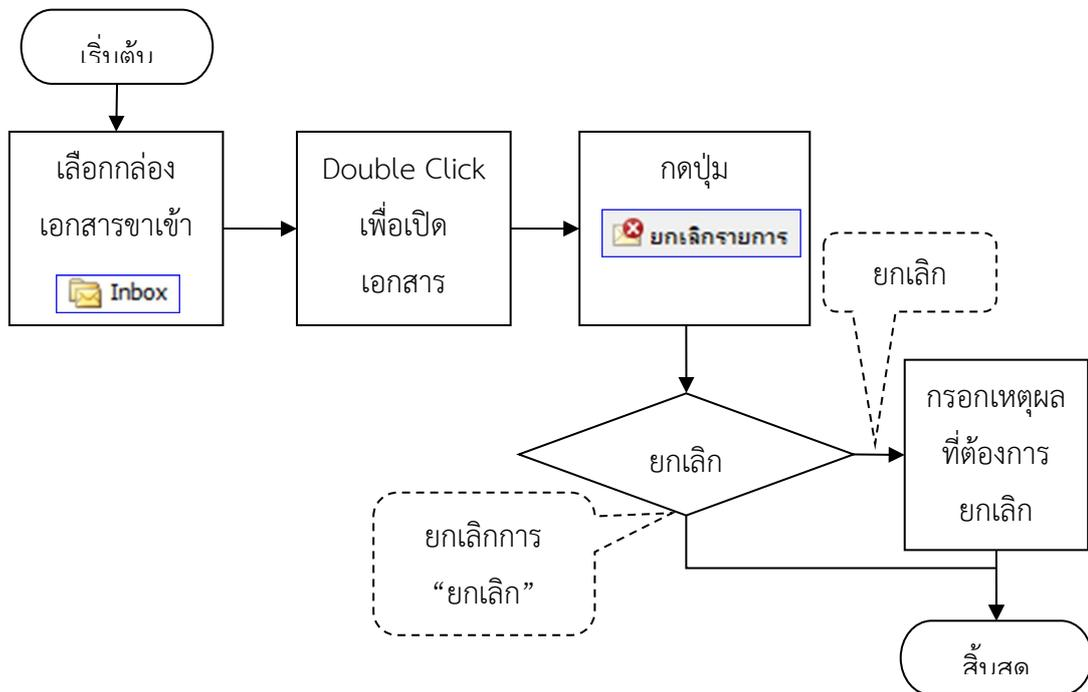 เริ่มต้น
เลือกกล่อง
เอกสารขาเข้า
Inbox
Double Click
เพื่อเปิด
เอกสาร
กดปุ่ม
ยกเลิกรายการ
ยกเลิก
กรอกเหตุผล
ที่ต้องการ
ยกเลิก
ยกเลิก
ยกเลิกการ
“ยกเลิก”
สิ้นสุด